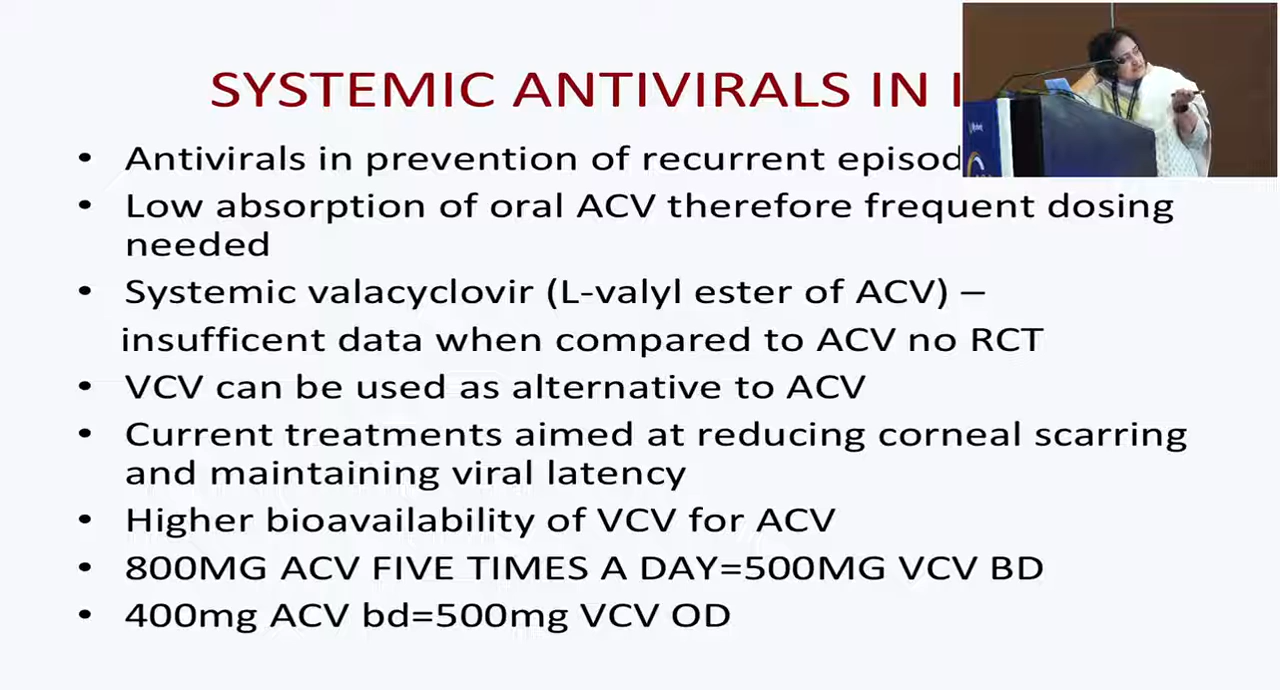 SYSTEMIC ANTIVIRALS IN
Antivirals in prevention of recurrent
Low absorption of oral ACV therefore frequent dosing
needed
Systemic valacyclovir (L-valyl ester of ACV) –
insufficent data when compared to ACV no RCT
VCV can be used as alternative to ACV
Current treatments aimed at reducing corneal scarring
and maintaining viral latency
Higher bioavailability of VCV for ACV
800MG ACV FIVE TIMES A DAY=500MG VCV BD
400mg ACV bd=500mg VCV OD